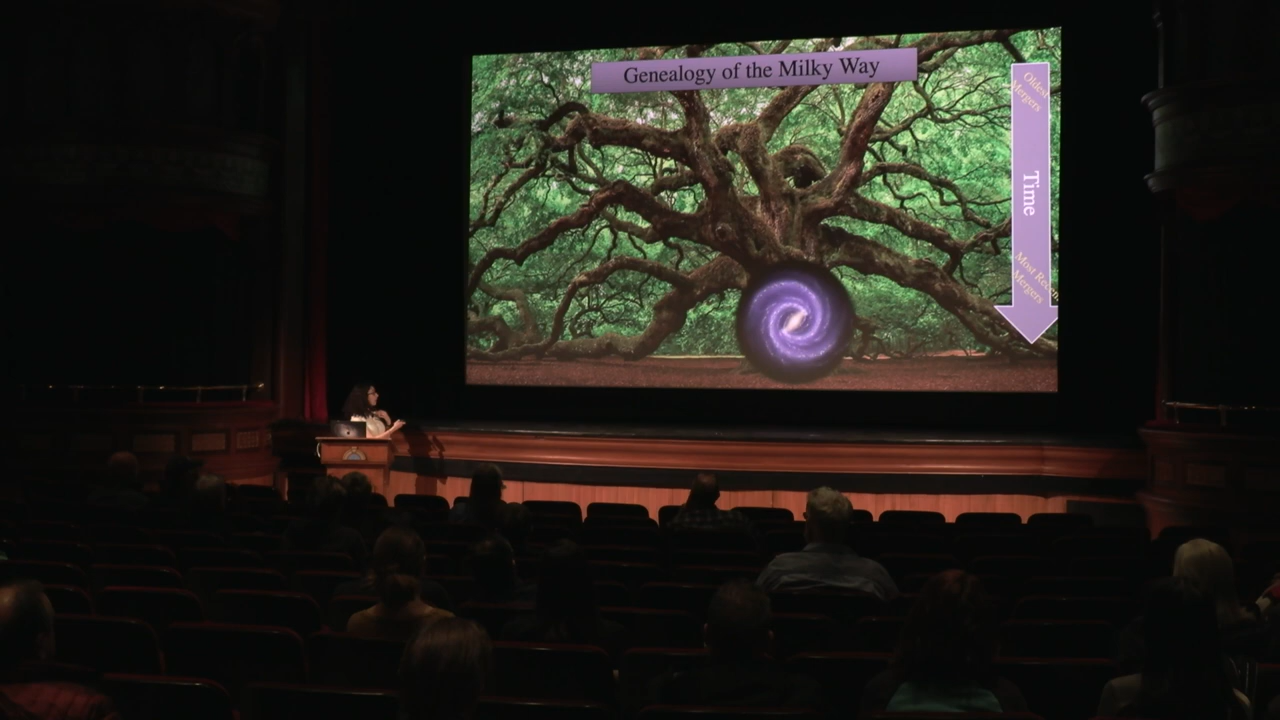 Genealogy of the Milky Way
Oldest
Mergers
Time
Most Recent
Mergers